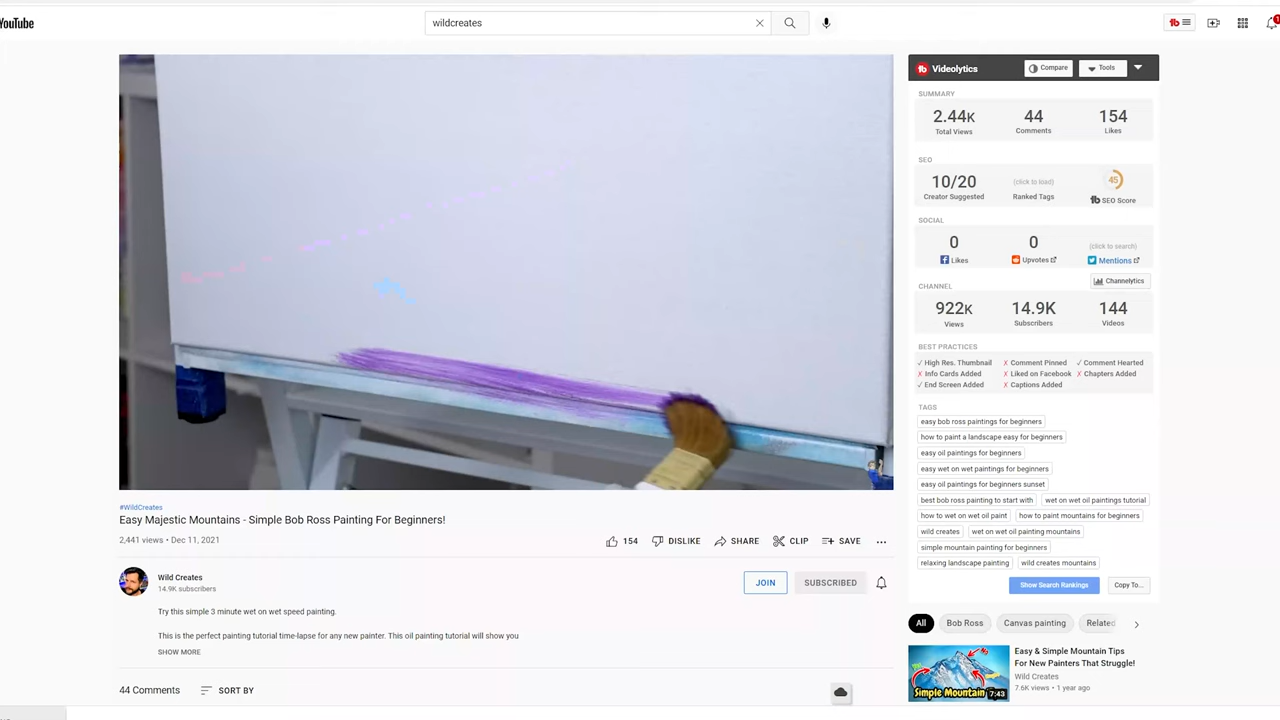 YouTube
wildcreates
Videolytics
Compare
Tools
SUMMARY
2.44K
Total Views
44
Comments
154
Likes
SEO
10/20
Creator Suggested
(click to load)
Ranked Tags
45
tb SEO Score
SOCIAL
0
Likes
0
Upvotes
(click to search)
Mentions
CHANNEL
Channelytics
922K
Views
14.9K
Subscribers
144
Videos
BEST PRACTICES
✓ High Res. Thumbnail ✗ Comment Pinned ✓ Comment Hearted
✗ Info Cards Added ✗ Liked on Facebook ✗ Chapters Added
✓ End Screen Added ✗ Captions Added
TAGS
easy bob ross paintings for beginners
how to paint a landscape easy for beginners
easy oil paintings for beginners
easy wet on wet paintings for beginners
easy oil paintings for beginners sunset
best bob ross painting to start with wet on wet oil paintings tutorial
how to wet on wet oil paint how to paint mountains for beginners
wild creates wet on wet oil painting mountains
simple mountain painting for beginners
relaxing landscape painting wild creates mountains
Show Search Rankings Copy To...
#WildCreates
Easy Majestic Mountains - Simple Bob Ross Painting For Beginners!
2,441 views • Dec 11, 2021
154 DISLIKE SHARE CLIP SAVE
Wild Creates
14.9K subscribers
JOIN SUBSCRIBED
Try this simple 3 minute wet on wet speed painting.
This is the perfect painting tutorial time-lapse for any new painter. This oil painting tutorial will show you
SHOW MORE
44 Comments SORT BY
All Bob Ross Canvas painting Related
Easy & Simple Mountain Tips
For New Painters That Struggle!
Wild Creates
7.6K views • 1 year ago
Simple Mountain
7:43